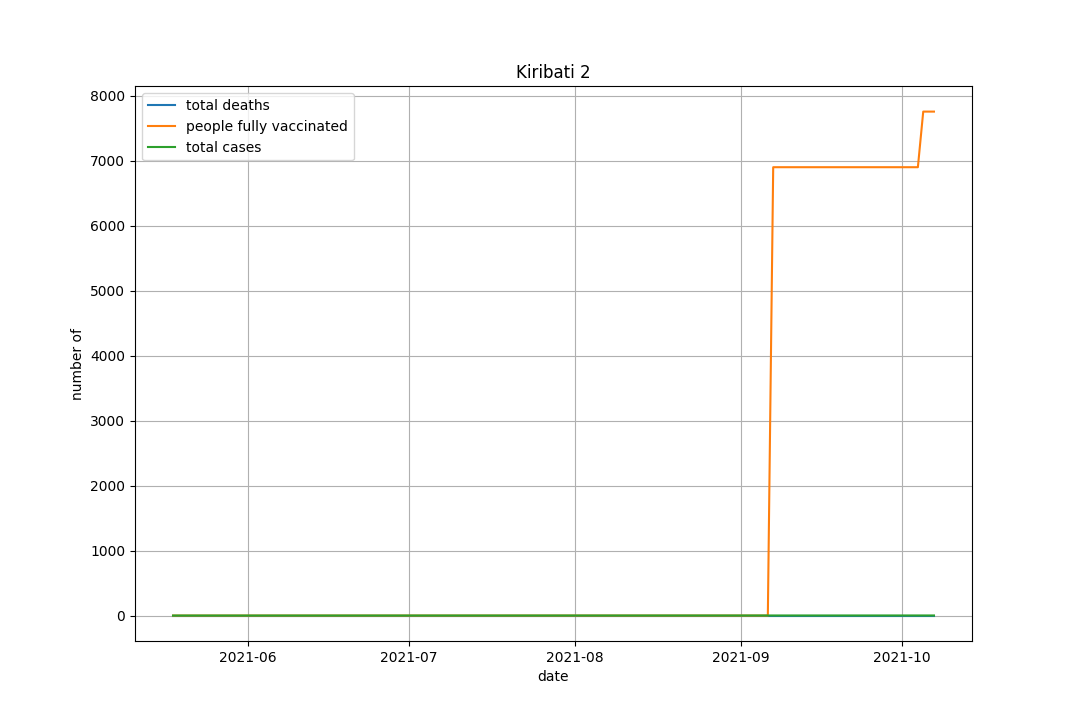 Kiribati 2
total deaths
people fully vaccinated
total cases
8000
7000
6000
5000
4000
3000
2000
1000
0
number of
2021-06 2021-07 2021-08 2021-09 2021-10
date